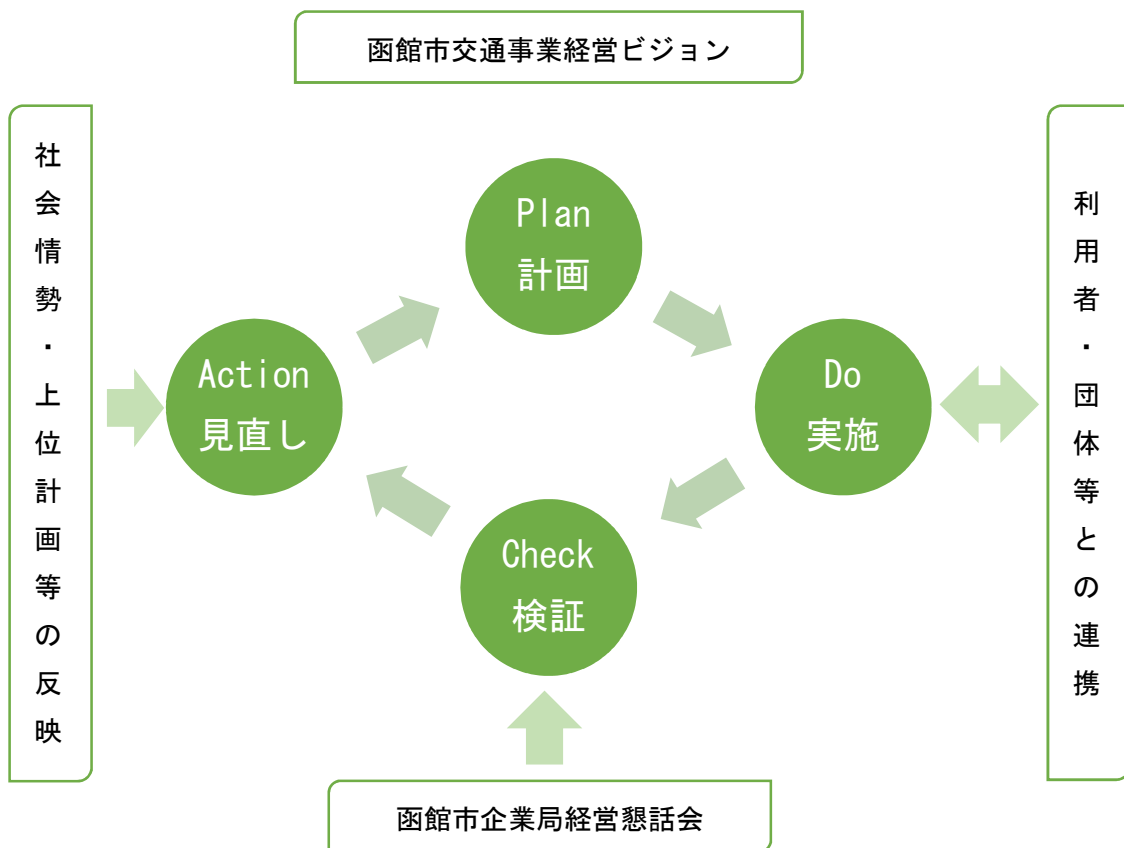 函館市交通事業経営ビジョン
社会情勢・上位計画等の反映
Plan
計画
利用者・団体等との連携
Action
見直し
Do
実施
Check
検証
函館市企業局経営懇話会